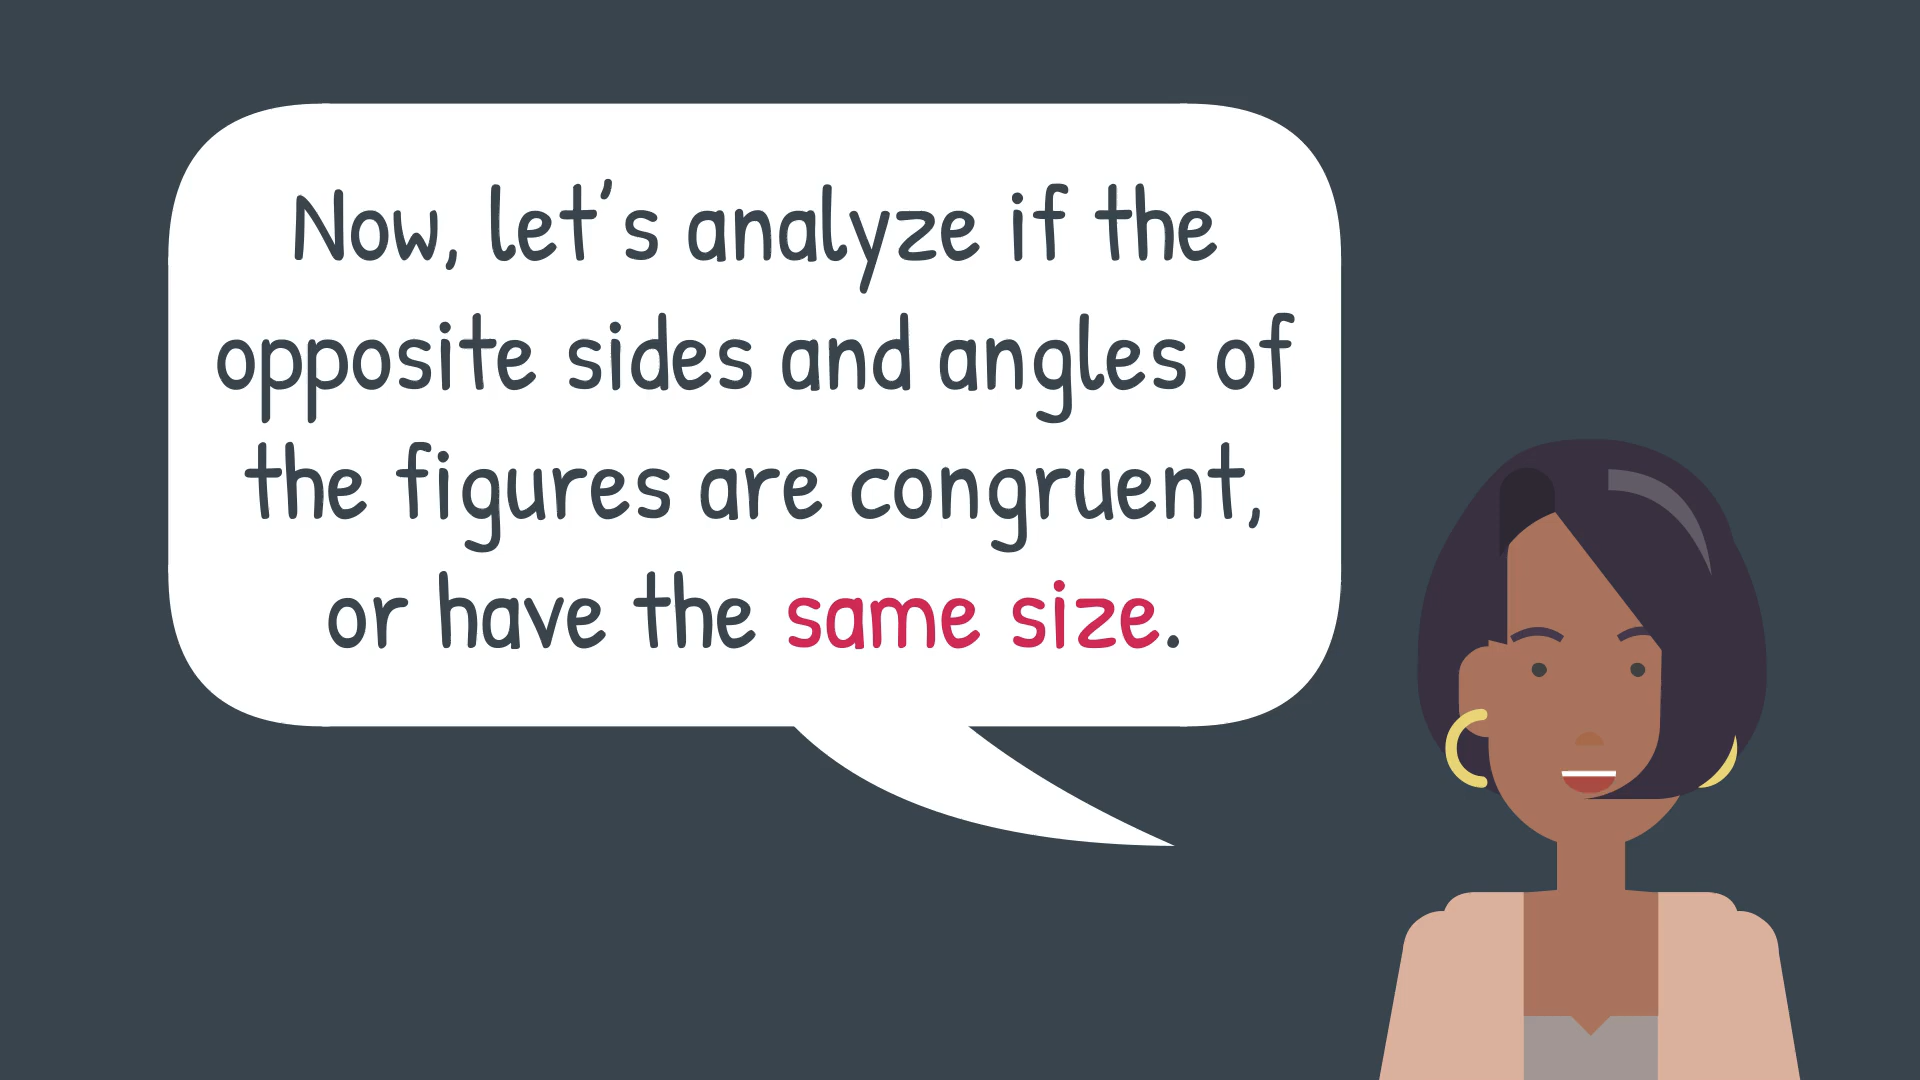 Now, let's analyze if the
opposite sides and angles of
the figures are congruent,
or have the same size.